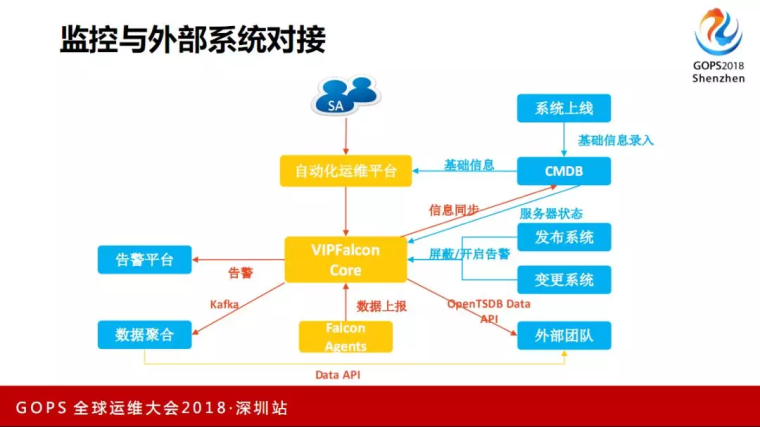 监控与外部系统对接
GOPS2018
Shenzhen
SA
系统上线
基础信息录入
自动化运维平台
基础信息
CMDB
信息同步
服务器状态
VIPFalcon
Core
屏蔽/开启告警
发布系统
告警平台
告警
变更系统
Kafka
数据上报
OpenTSDB Data
API
数据聚合
Falcon
Agents
外部团队
Data API
GOPS 全球运维大会2018·深圳站